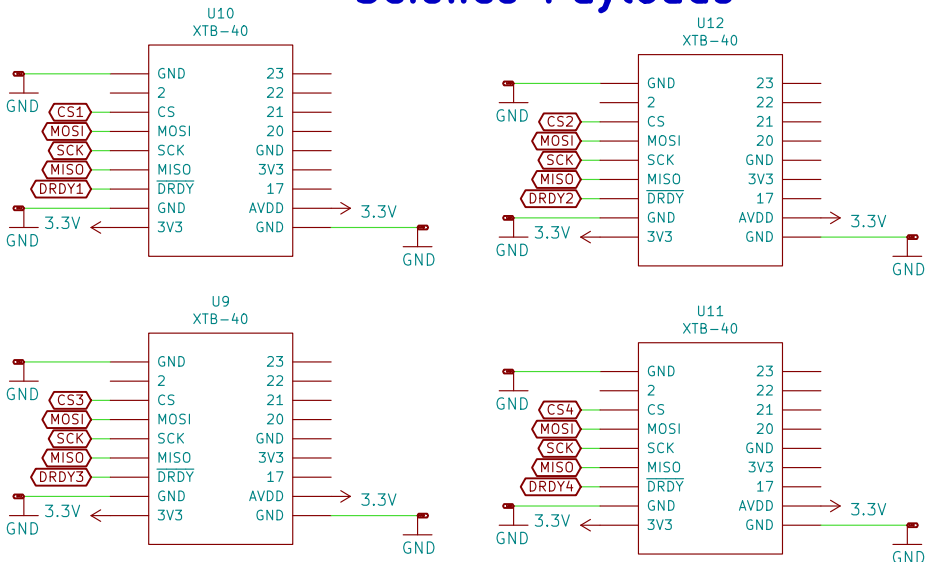 Science Payloads
U10
XTB-40
GND 23
2 22
CS1 CS 21
MOSI MOSI 20
SCK SCK GND
MISO MISO 3V3
DRDY1 DRDY 17
GND AVDD 3.3V
3.3V 3V3 GND
GND
GND
GND
U12
XTB-40
GND 23
2 22
CS2 CS 21
MOSI MOSI 20
SCK SCK GND
MISO MISO 3V3
DRDY2 DRDY 17
GND AVDD 3.3V
3.3V 3V3 GND
GND
GND
GND
U9
XTB-40
GND 23
2 22
CS3 CS 21
MOSI MOSI 20
SCK SCK GND
MISO MISO 3V3
DRDY3 DRDY 17
GND AVDD 3.3V
3.3V 3V3 GND
GND
GND
GND
U11
XTB-40
GND 23
2 22
CS4 CS 21
MOSI MOSI 20
SCK SCK GND
MISO MISO 3V3
DRDY4 DRDY 17
GND AVDD 3.3V
3.3V 3V3 GND
GND
GND
GND